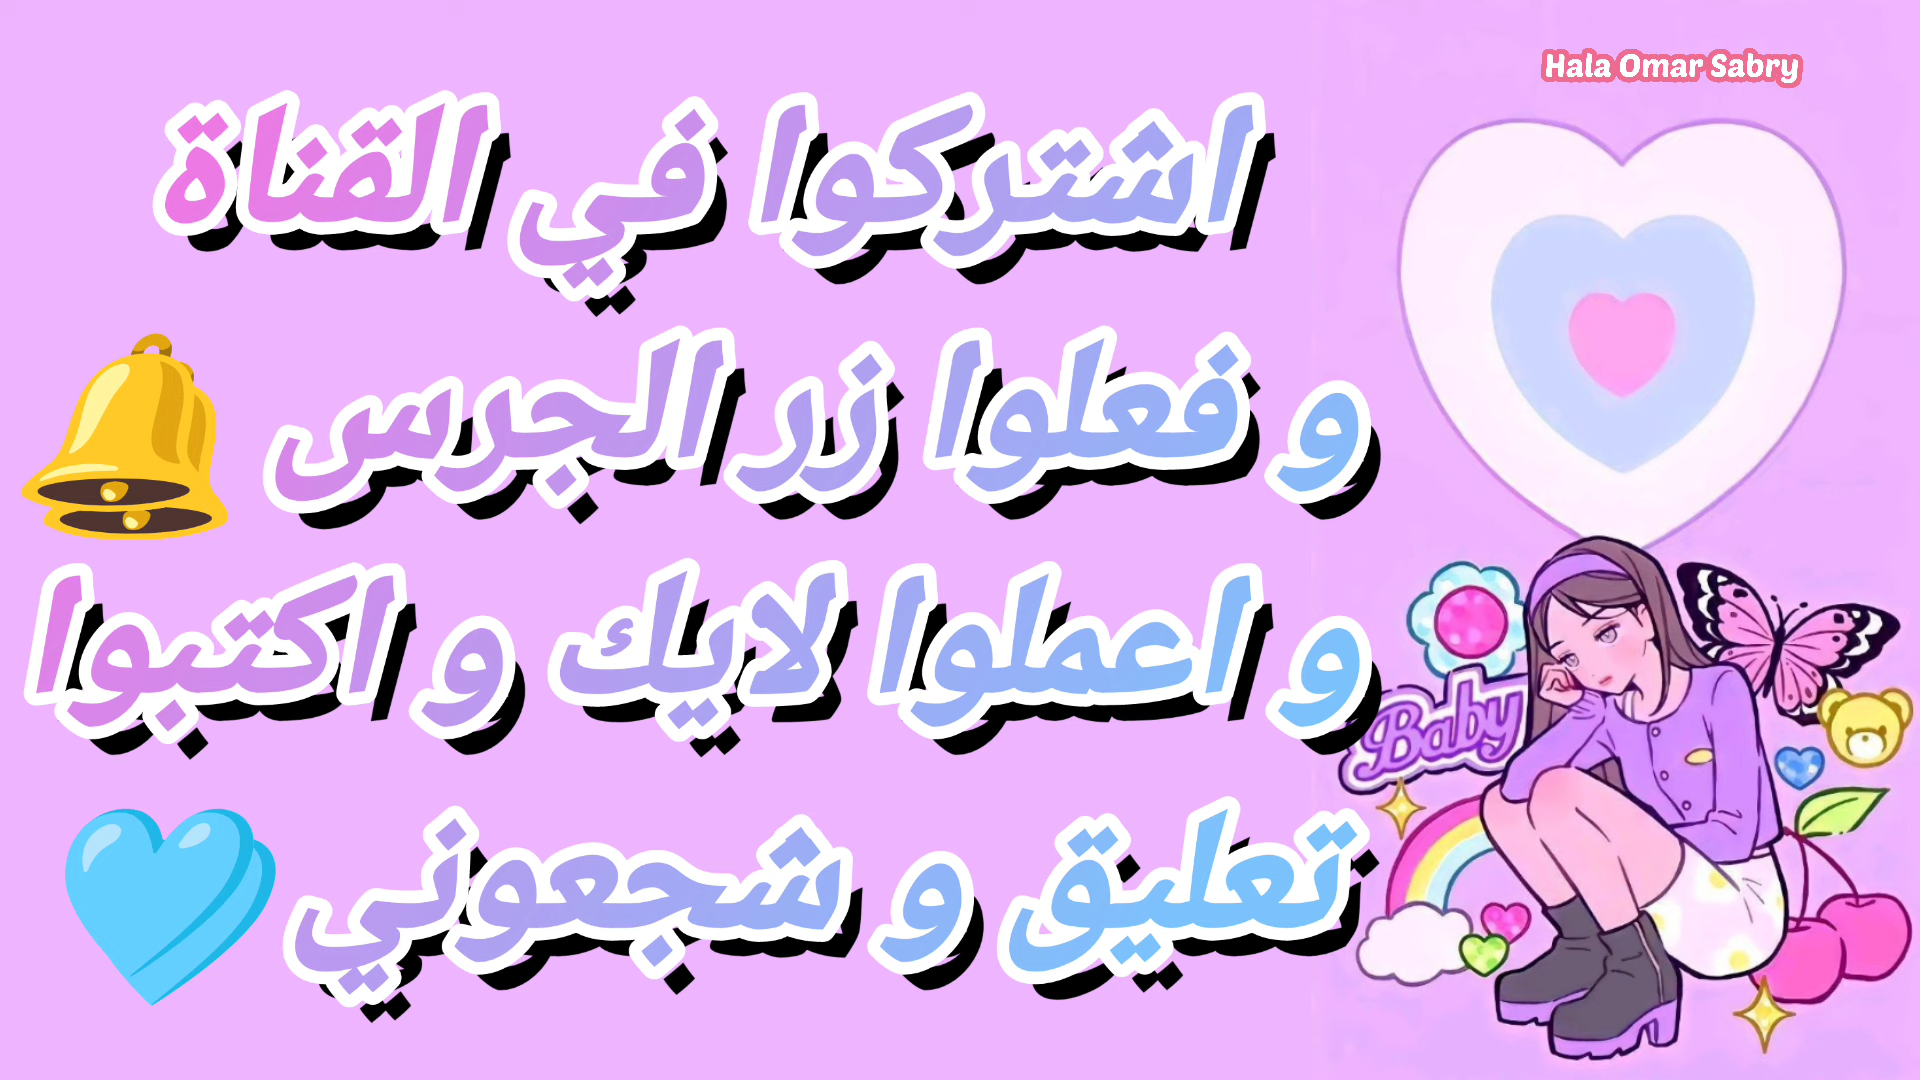 Hala Omar Sabry
اشتركوا في القناة
و فعلوا زر الجرس 🔔
و اعملوا لايك و اكتبوا
تعليق و شجعوني 🩵
Baby